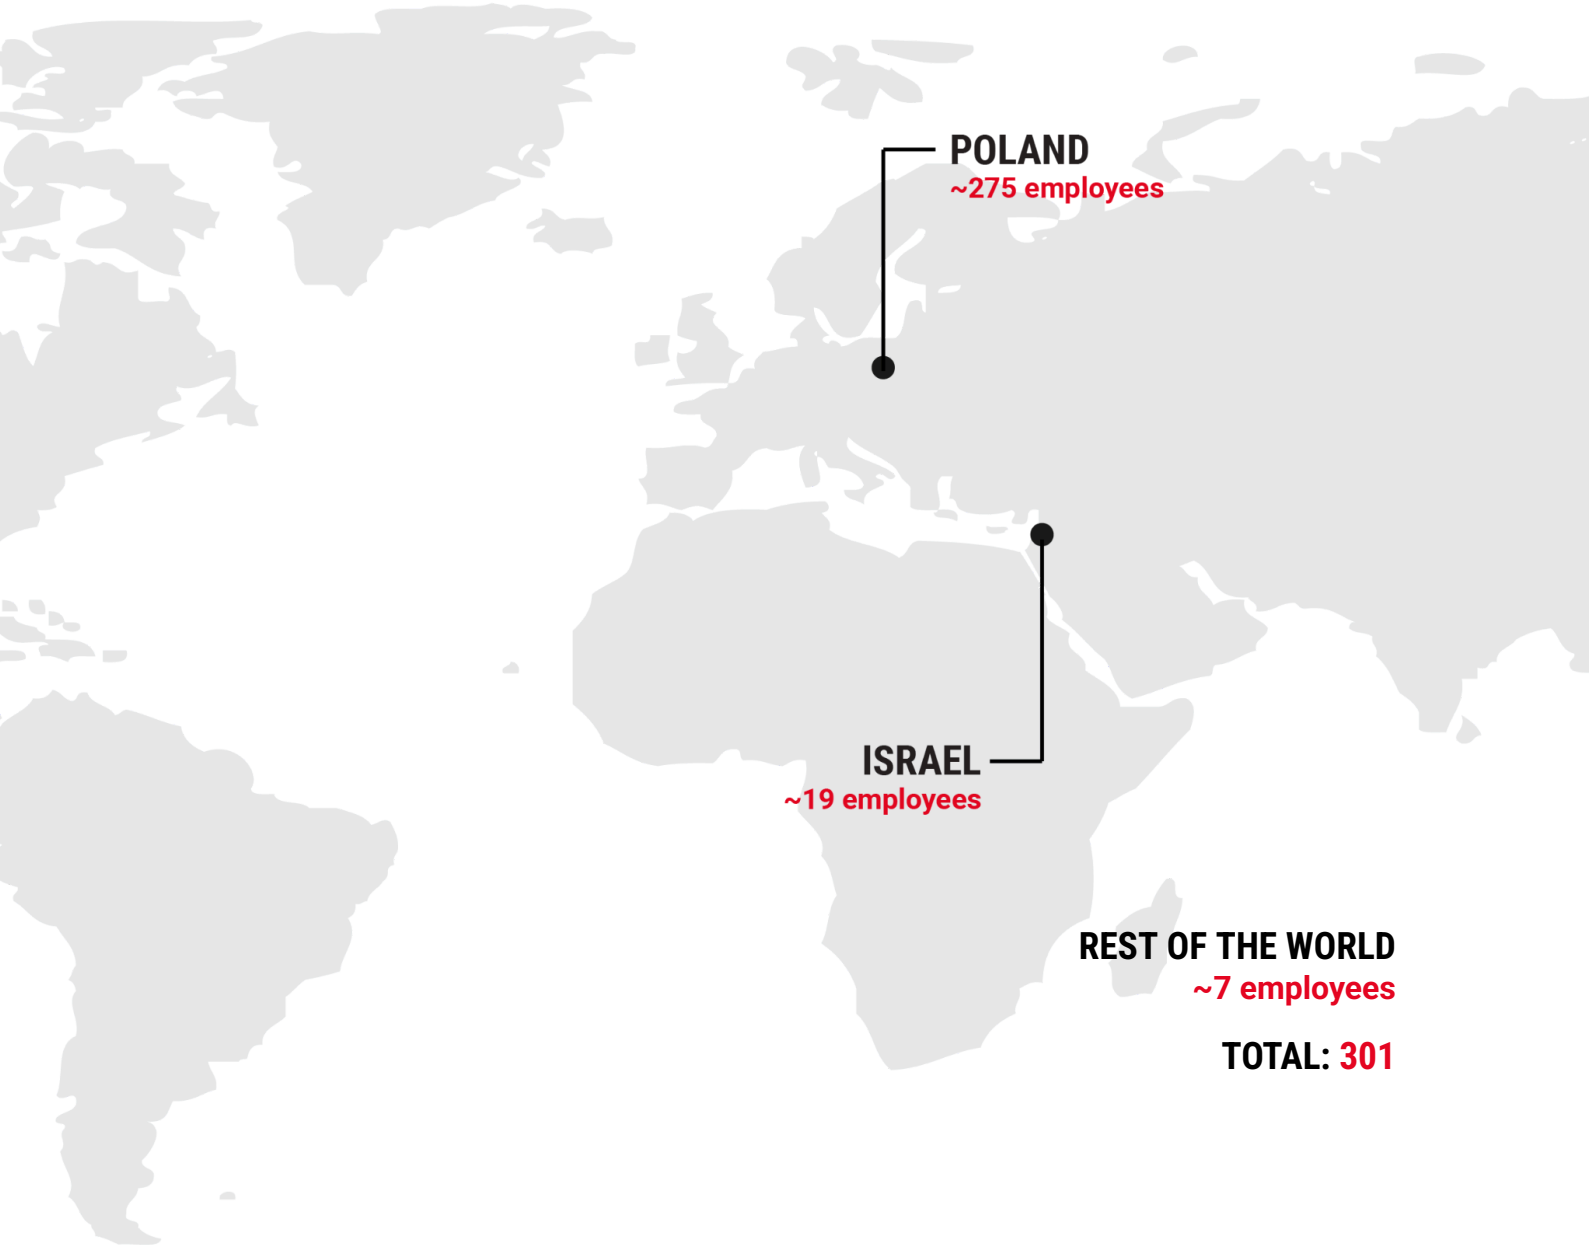 POLAND
~275 employees
ISRAEL
~19 employees
REST OF THE WORLD
~7 employees
TOTAL: 301